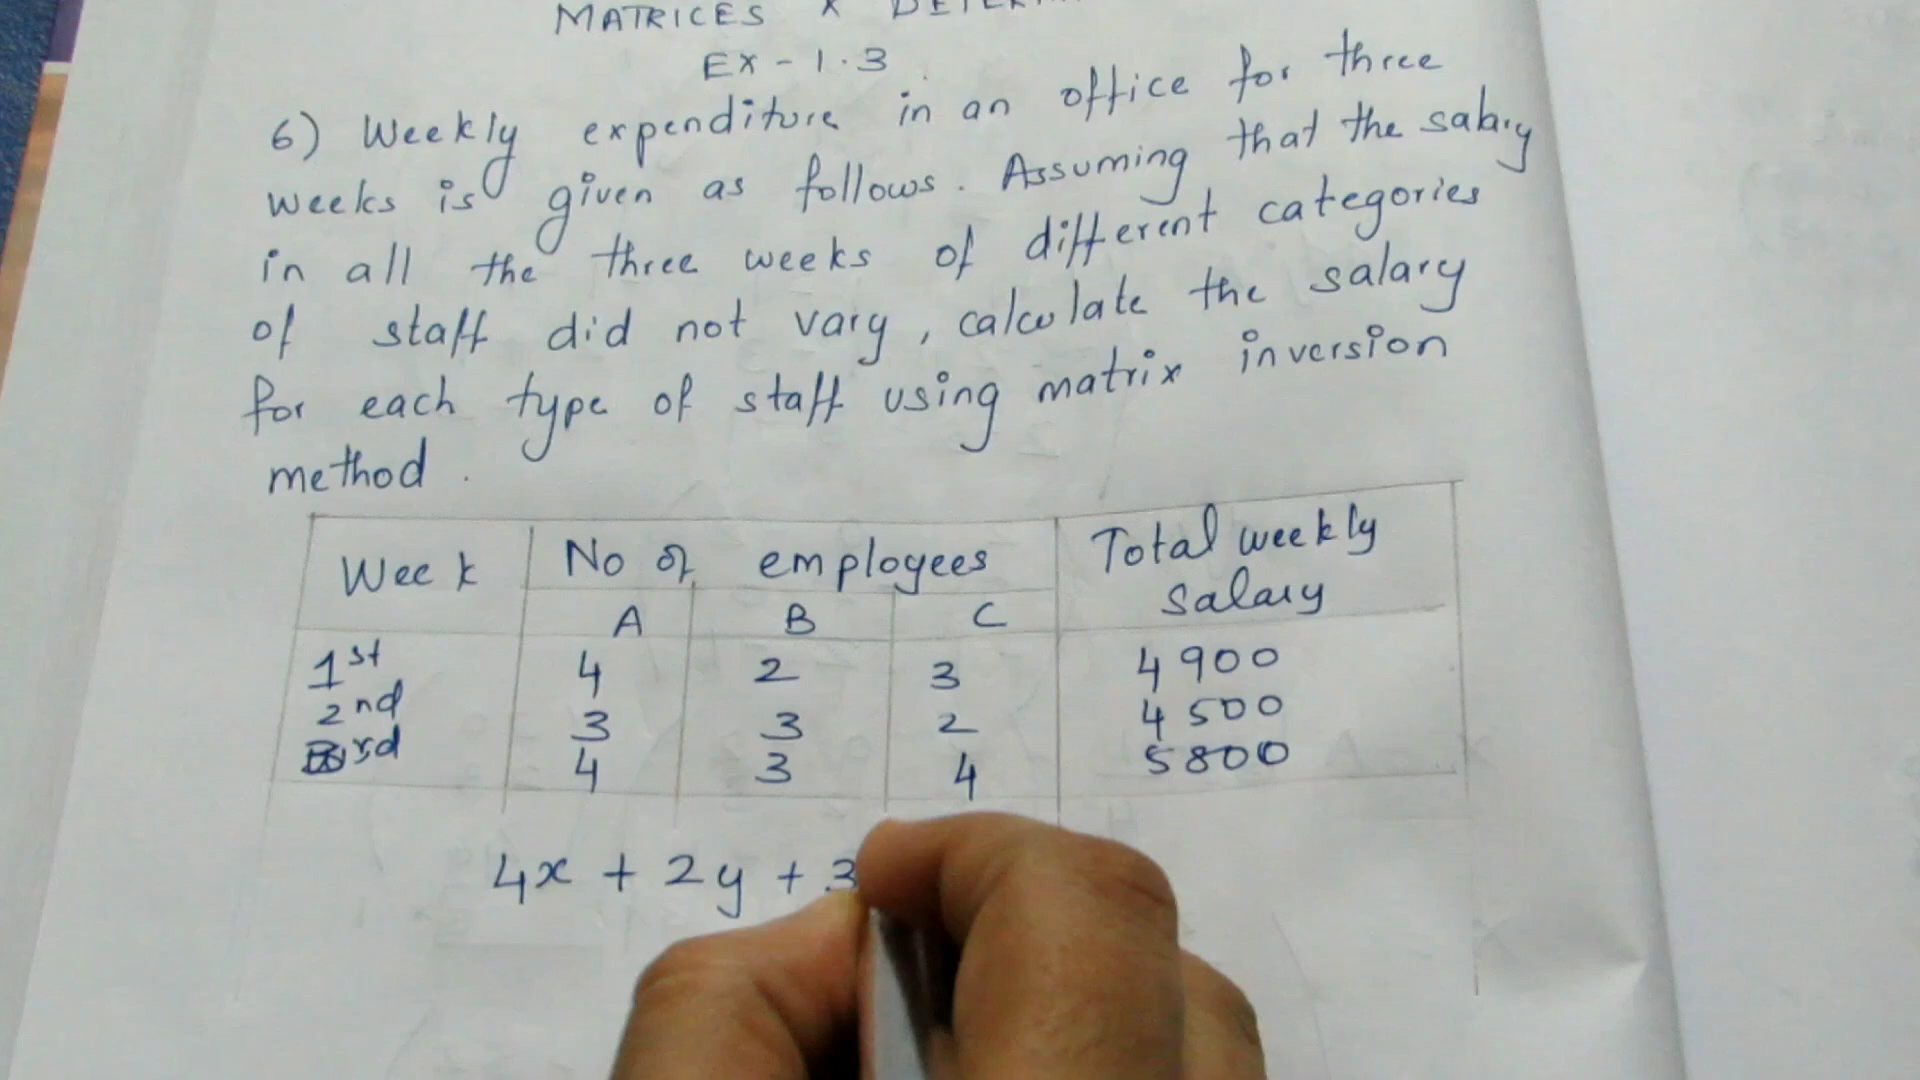 MATRICES
EX - 1.3
6) Weekly expenditure in an office for three
weeks is given as follows. Assuming that the salary
in all the three weeks of different categories
of staff did not vary, calculate the salary
for each type of staff using matrix inversion
method.
Week No of employees Total weekly salary
A B C
1st 4 2 3 4900
2nd 3 3 2 4500
3rd 4 3 4 5800
4x + 2y + 3